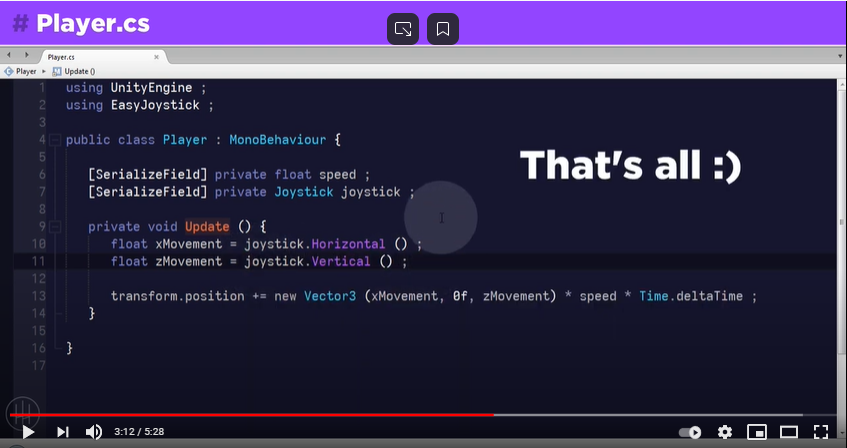 # Player.cs
Player.cs
Player Update ()
1 using UnityEngine ;
2 using EasyJoystick ;
3
4 public class Player : MonoBehaviour {
5
6 [SerializeField] private float speed ;
7 [SerializeField] private Joystick joystick ;
8
9 private void Update () {
10 float xMovement = joystick.Horizontal () ;
11 float zMovement = joystick.Vertical () ;
12
13 transform.position += new Vector3 (xMovement, 0f, zMovement) * speed * Time.deltaTime ;
14 }
15
16 }
17
That's all :)
3:12 / 5:28